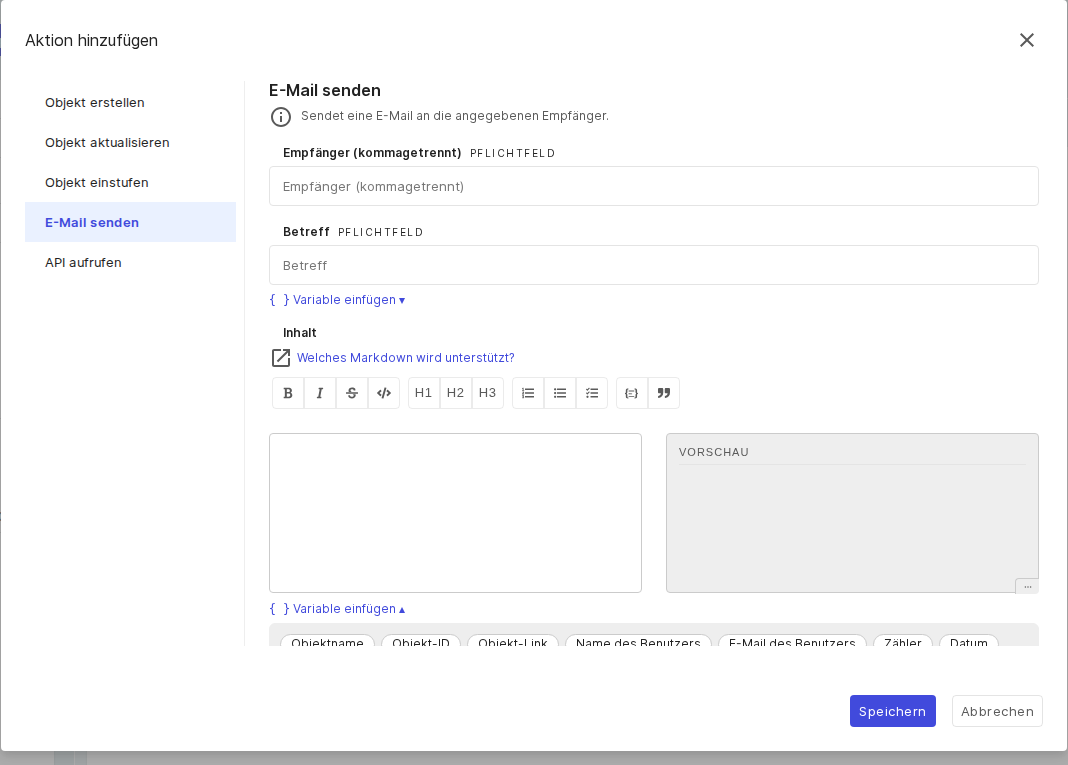 Aktion hinzufügen
Objekt erstellen
Objekt aktualisieren
Objekt einstufen
E-Mail senden
API aufrufen
E-Mail senden
Sendet eine E-Mail an die angegebenen Empfänger.
Empfänger (kommagetrennt) PFLICHTFELD
Empfänger (kommagetrennt)
Betreff PFLICHTFELD
Betreff
{ } Variable einfügen ▾
Inhalt
Welches Markdown wird unterstützt?
B I S </> H1 H2 H3
VORSCHAU
...
{ } Variable einfügen ▴
Objektname Objekt-ID Objekt-Link Name des Benutzers E-Mail des Benutzers Zähler Datum
Speichern Abbrechen